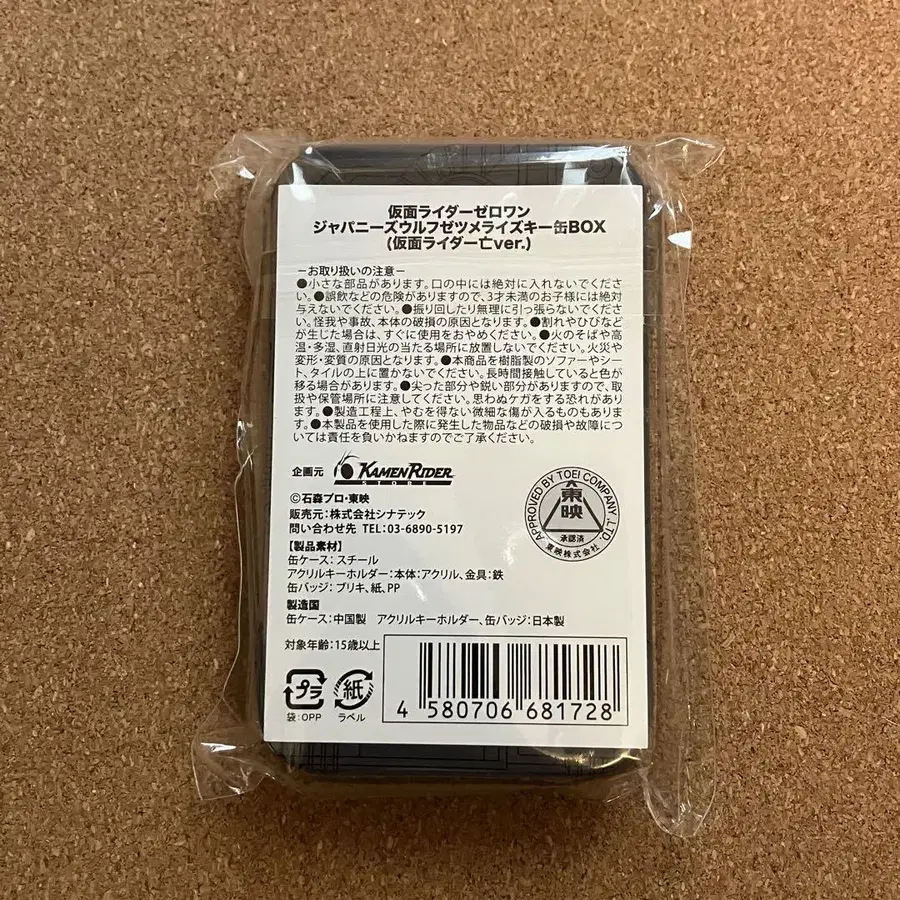 仮面ライダーゼロワン
ジャパニーズウルフゼツメライズキー缶BOX
(仮面ライダー亡ver.)
－お取り扱いの注意－
●小さな部品があります。口の中には絶対に入れないでくださ
い。●誤飲などの危険がありますので、3才未満のお子様には絶対
与えないでください。●振り回したり無理に引っ張らないでくださ
い。怪我や事故、本体の破損の原因となります。●割れやひびなど
が生じた場合は、すぐに使用をおやめください。●火のそばや高
温・多湿、直射日光の当たる場所に放置しないでください。火災や
変形・変質の原因となります。●本商品を樹脂製のソファーやシー
ト、タイルの上に置かないでください。長時間接触していると色が
移る場合があります。●尖った部分や鋭い部分がありますので、取
扱や保管場所に注意してください。思わぬケガをする恐れがありま
す。●製造工程上、やむを得ない微細な傷が入るものもありま
す。●本製品を使用した際に発生した物品などの破損や故障につ
いては責任を負いかねますのでご了承ください。
企画元 KAMEN RIDER
STORE
©石森プロ・東映
販売元:株式会社シナテック
問い合わせ先 TEL:03-6890-5197
APPROVED BY TOEI COMPANY, LTD.
東映
承認済
東映株式会社
【製品素材】
缶ケース:スチール
アクリルキーホルダー:本体:アクリル、金具:鉄
缶バッジ:ブリキ、紙、PP
製造国
缶ケース:中国製 アクリルキーホルダー、缶バッジ:日本製
対象年齢:15歳以上
プラ 紙
袋:OPP ラベル
4 580706 681728